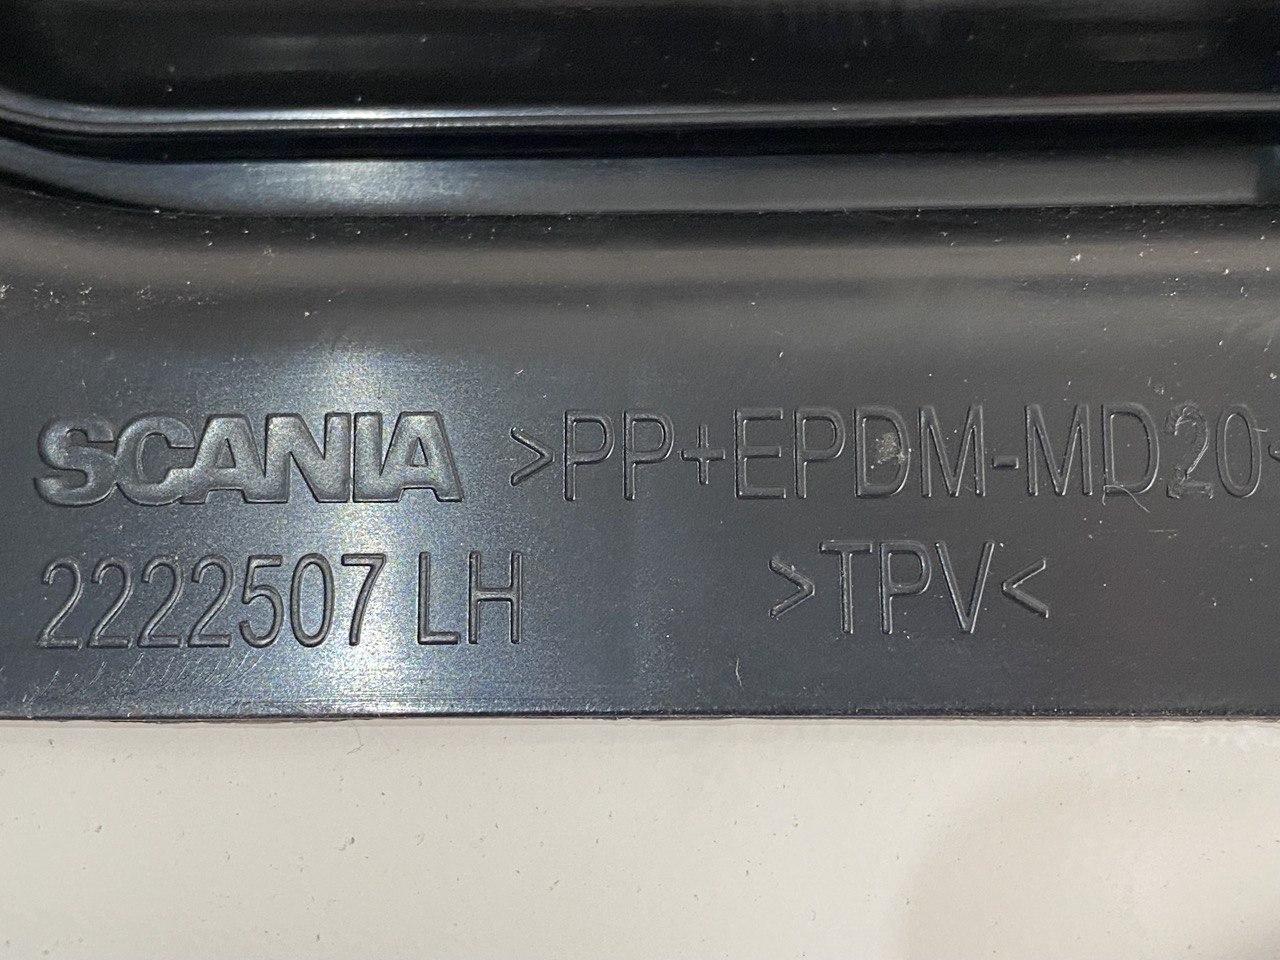 SCANIA >PP+EPDM-MD20<
2222507 LH >TPV<